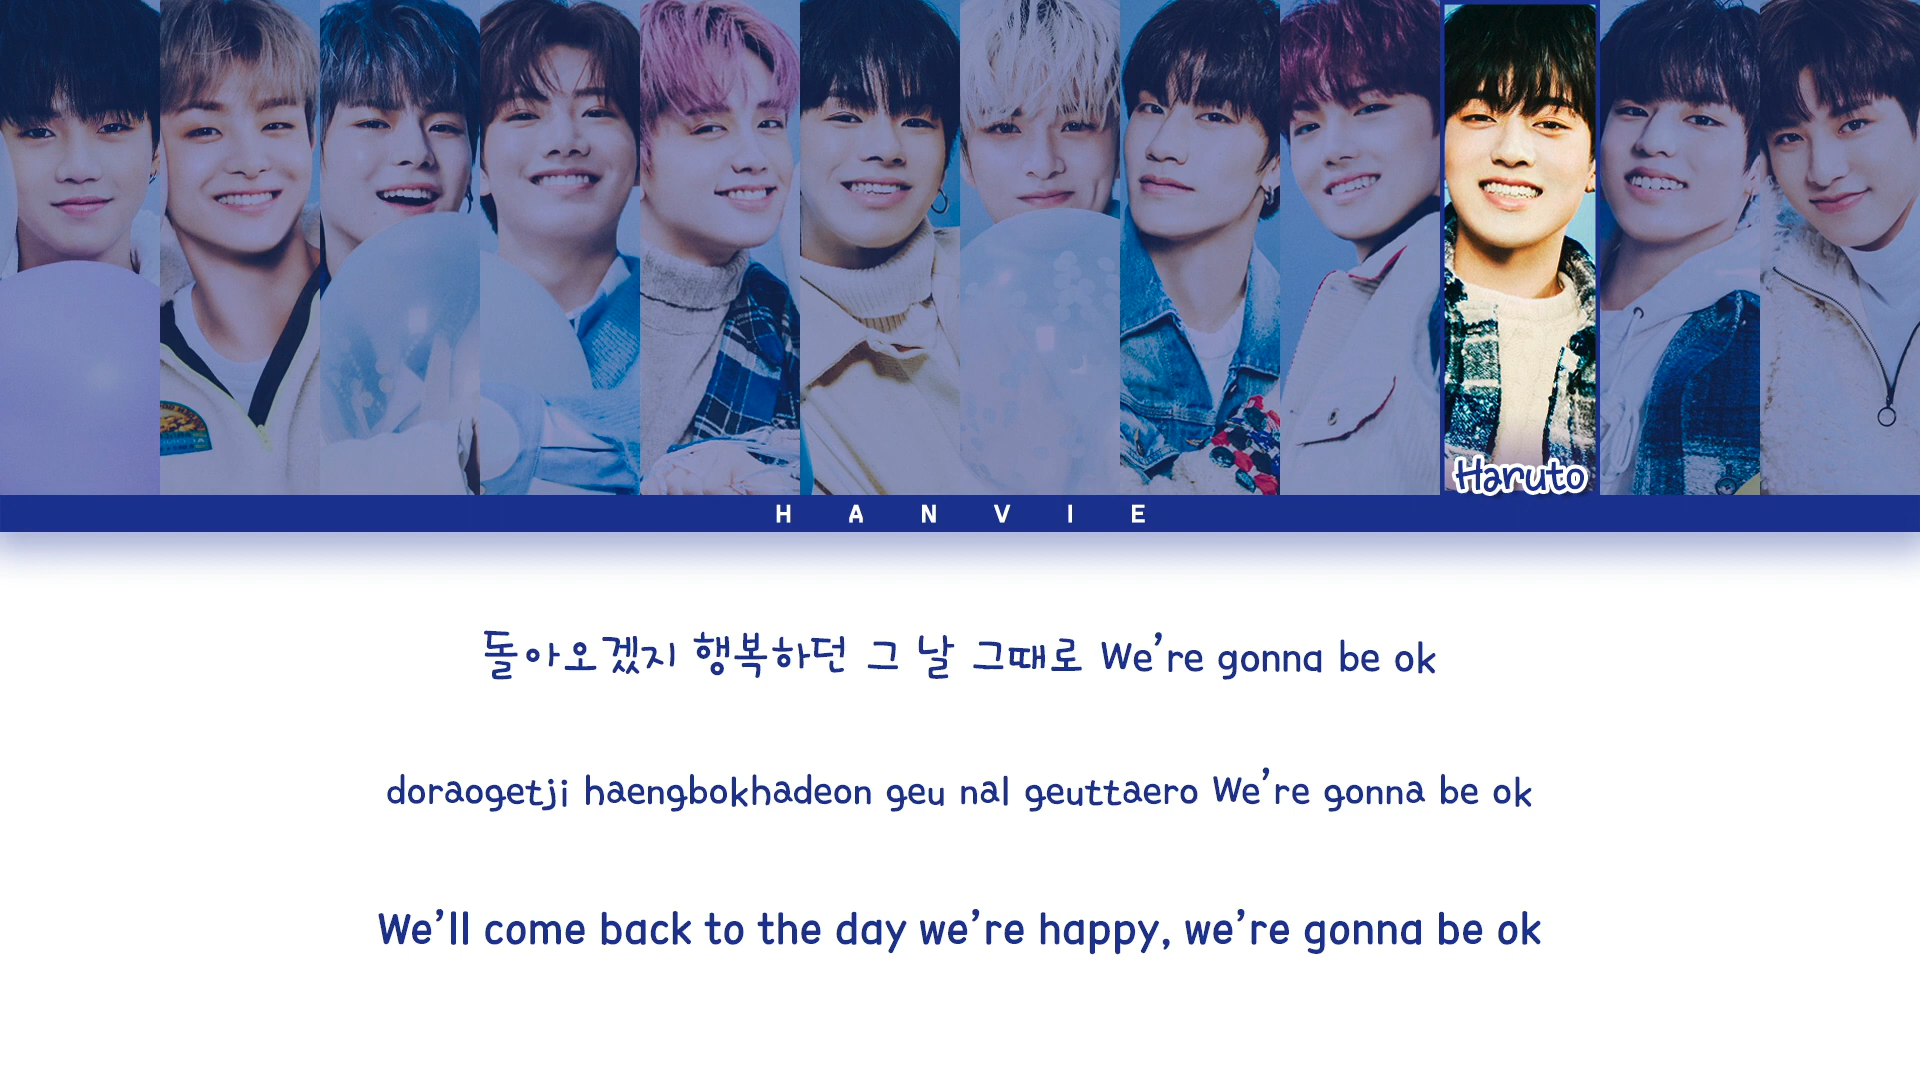 Haruto
HANVIE
돌아오겠지 행복하던 그 날 그때로 We're gonna be ok
doraogetji haengbokhadeon geu nal geuttaero We're gonna be ok
We'll come back to the day we're happy, we're gonna be ok